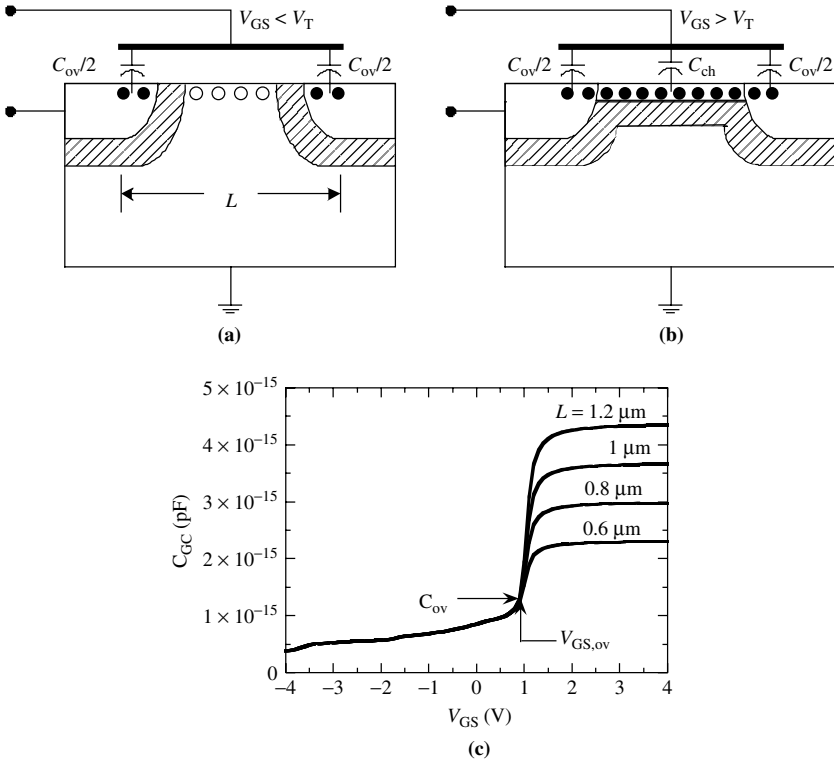 V_GS < V_T
C_ov/2
C_ov/2
L
(a)
V_GS > V_T
C_ov/2
C_ch
C_ov/2
(b)
5 × 10⁻¹⁵
4 × 10⁻¹⁵
3 × 10⁻¹⁵
2 × 10⁻¹⁵
1 × 10⁻¹⁵
0
C_GC (pF)
L = 1.2 μm
1 μm
0.8 μm
0.6 μm
C_ov
V_GS,ov
−4 −3 −2 −1 0 1 2 3 4
V_GS (V)
(c)